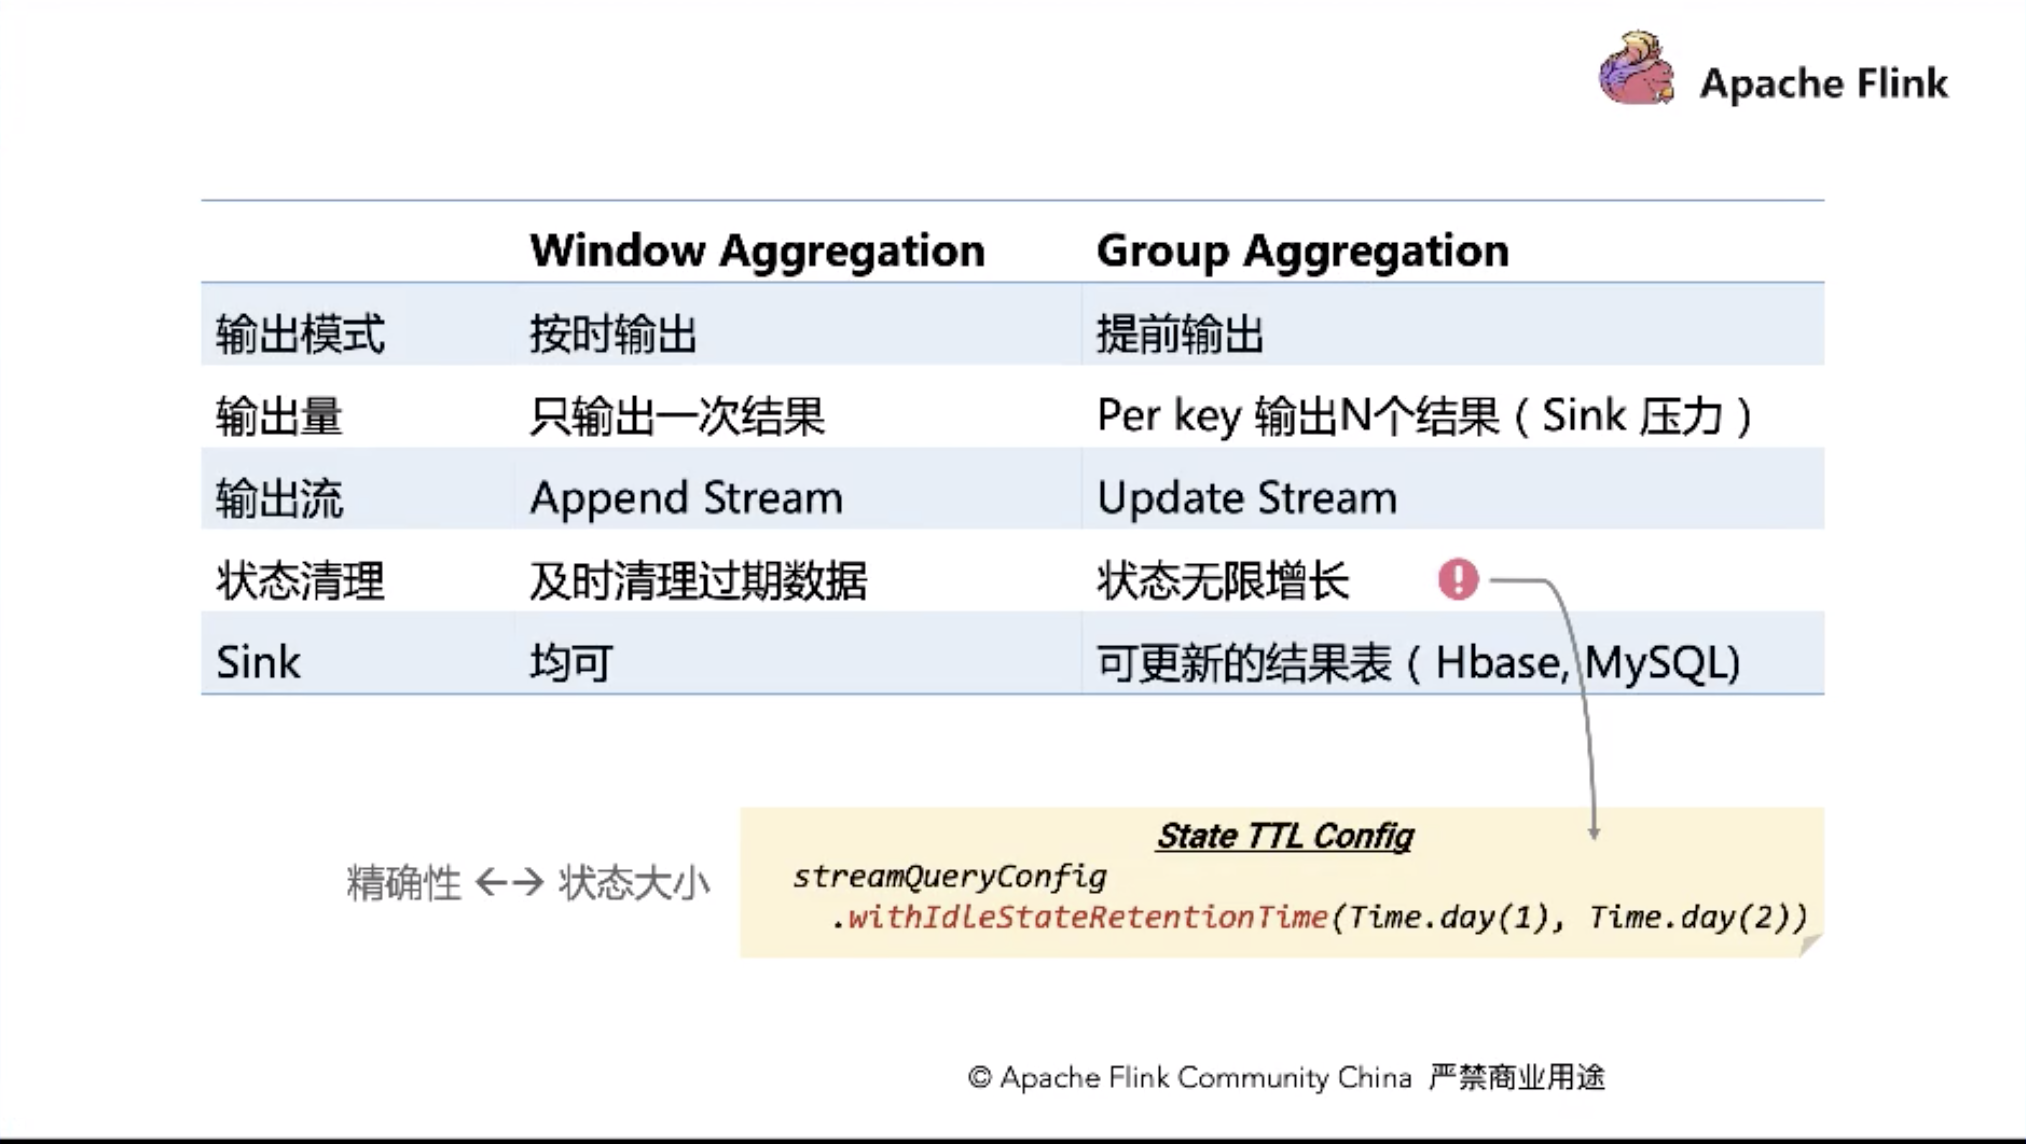 Apache Flink
Window Aggregation Group Aggregation
输出模式 按时输出 提前输出
输出量 只输出一次结果 Per key 输出N个结果（Sink 压力）
输出流 Append Stream Update Stream
状态清理 及时清理过期数据 状态无限增长
Sink 均可 可更新的结果表（Hbase, MySQL)
State TTL Config
精确性 <-> 状态大小
streamQueryConfig
.withIdleStateRetentionTime(Time.day(1), Time.day(2))
© Apache Flink Community China 严禁商业用途